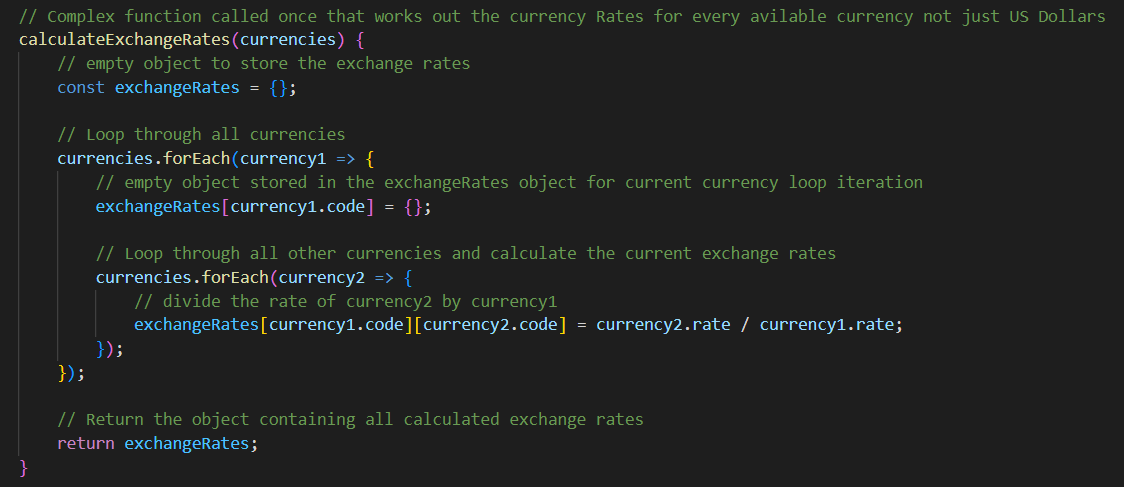 // Complex function called once that works out the currency Rates for every avilable currency not just US Dollars
calculateExchangeRates(currencies) {
    // empty object to store the exchange rates
    const exchangeRates = {};

    // Loop through all currencies
    currencies.forEach(currency1 => {
        // empty object stored in the exchangeRates object for current currency loop iteration
        exchangeRates[currency1.code] = {};

        // Loop through all other currencies and calculate the current exchange rates
        currencies.forEach(currency2 => {
            // divide the rate of currency2 by currency1
            exchangeRates[currency1.code][currency2.code] = currency2.rate / currency1.rate;
        });
    });

    // Return the object containing all calculated exchange rates
    return exchangeRates;
}